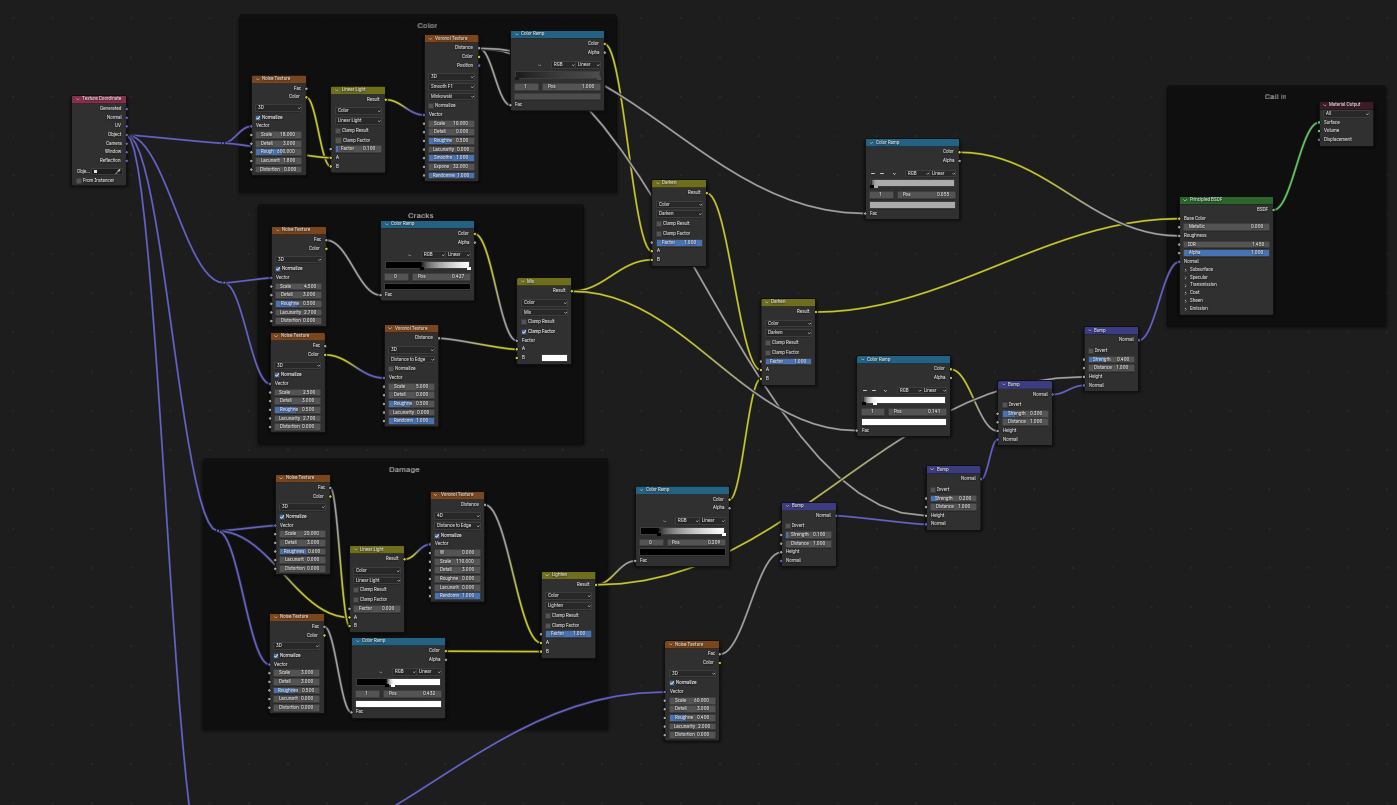 Color
Texture Coordinate
Generated
Normal
UV
Object
Camera
Window
Reflection
Obje...
From Instancer
Noise Texture
Fac
Color
3D
Normalize
Vector
Scale 18.000
Detail 3.000
Rough 600.000
Lacunari 1.800
Distortion 0.000
Linear Light
Result
Color
Linear Light
Clamp Result
Clamp Factor
Factor 0.100
A
B
Voronoi Texture
Distance
Color
Position
3D
Smooth F1
Minkowski
Normalize
Vector
Scale 10.000
Detail 0.000
Roughne 0.500
Lacunarity 0.000
Smoothn 1.000
Expone 32.000
Randomne 1.000
Color Ramp
Color
Alpha
RGB Linear
1 Pos 1.000
Fac
Cracks
Noise Texture
Fac
Color
3D
Normalize
Vector
Scale 4.500
Detail 3.000
Roughne 0.500
Lacunarity 2.700
Distortion 0.000
Color Ramp
Color
Alpha
RGB Linear
0 Pos 0.437
Fac
Noise Texture
Fac
Color
3D
Normalize
Vector
Scale 2.500
Detail 3.000
Roughne 0.500
Lacunarity 2.700
Distortion 0.000
Voronoi Texture
Distance
3D
Distance to Edge
Normalize
Vector
Scale 5.000
Detail 0.000
Roughne 0.500
Lacunarity 0.000
Randomn 1.000
Mix
Result
Color
Mix
Clamp Result
Clamp Factor
Factor
A
B
Damage
Noise Texture
Fac
Color
3D
Normalize
Vector
Scale 20.000
Detail 3.000
Roughness 0.600
Lacunarit 0.000
Distortion 0.000
Linear Light
Result
Color
Linear Light
Clamp Result
Clamp Factor
Factor 0.020
A
B
Voronoi Texture
Distance
4D
Distance to Edge
Normalize
Vector
W 0.000
Scale 110.000
Detail 3.000
Roughne 0.000
Lacunarit 0.000
Randomn 1.000
Noise Texture
Fac
Color
3D
Normalize
Vector
Scale 3.000
Detail 3.000
Roughne 0.500
Lacunarit 0.000
Distortion 0.000
Color Ramp
Color
Alpha
RGB Linear
1 Pos 0.432
Fac
Lighten
Result
Color
Lighten
Clamp Result
Clamp Factor
Factor 1.000
A
B
Darken
Result
Color
Darken
Clamp Result
Clamp Factor
Factor 1.000
A
B
Color Ramp
Color
Alpha
RGB Linear
1 Pos 0.055
Fac
Darken
Result
Color
Darken
Clamp Result
Clamp Factor
Factor 1.000
A
B
Color Ramp
Color
Alpha
RGB Linear
1 Pos 0.141
Fac
Color Ramp
Color
Alpha
RGB Linear
0 Pos 0.209
Fac
Noise Texture
Fac
Color
3D
Normalize
Vector
Scale 60.000
Detail 3.000
Roughne 0.400
Lacunarity 2.000
Distortion 0.000
Bump
Normal
Invert
Strength 0.100
Distance 1.000
Height
Normal
Bump
Normal
Invert
Strength 0.200
Distance 1.000
Height
Normal
Bump
Normal
Invert
Strength 0.300
Distance 1.000
Height
Normal
Bump
Normal
Invert
Strength 0.400
Distance 1.000
Height
Normal
Material Output
All
Surface
Volume
Displacement
Principled BSDF
BSDF
Base Color
Metallic 0.000
Roughness
IOR 1.450
Alpha 1.000
Normal
Subsurface
Specular
Transmission
Coat
Sheen
Emission